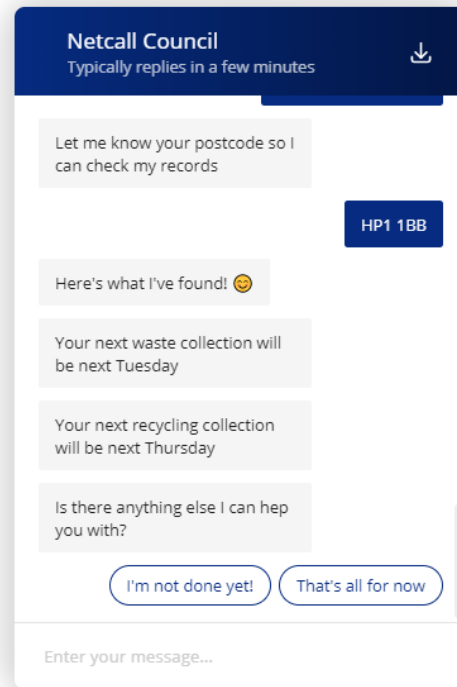 Netcall Council
Typically replies in a few minutes
Let me know your postcode so I
can check my records
HP1 1BB
Here's what I've found! 😊
Your next waste collection will
be next Tuesday
Your next recycling collection
will be next Thursday
Is there anything else I can hep
you with?
I'm not done yet! That's all for now
Enter your message...